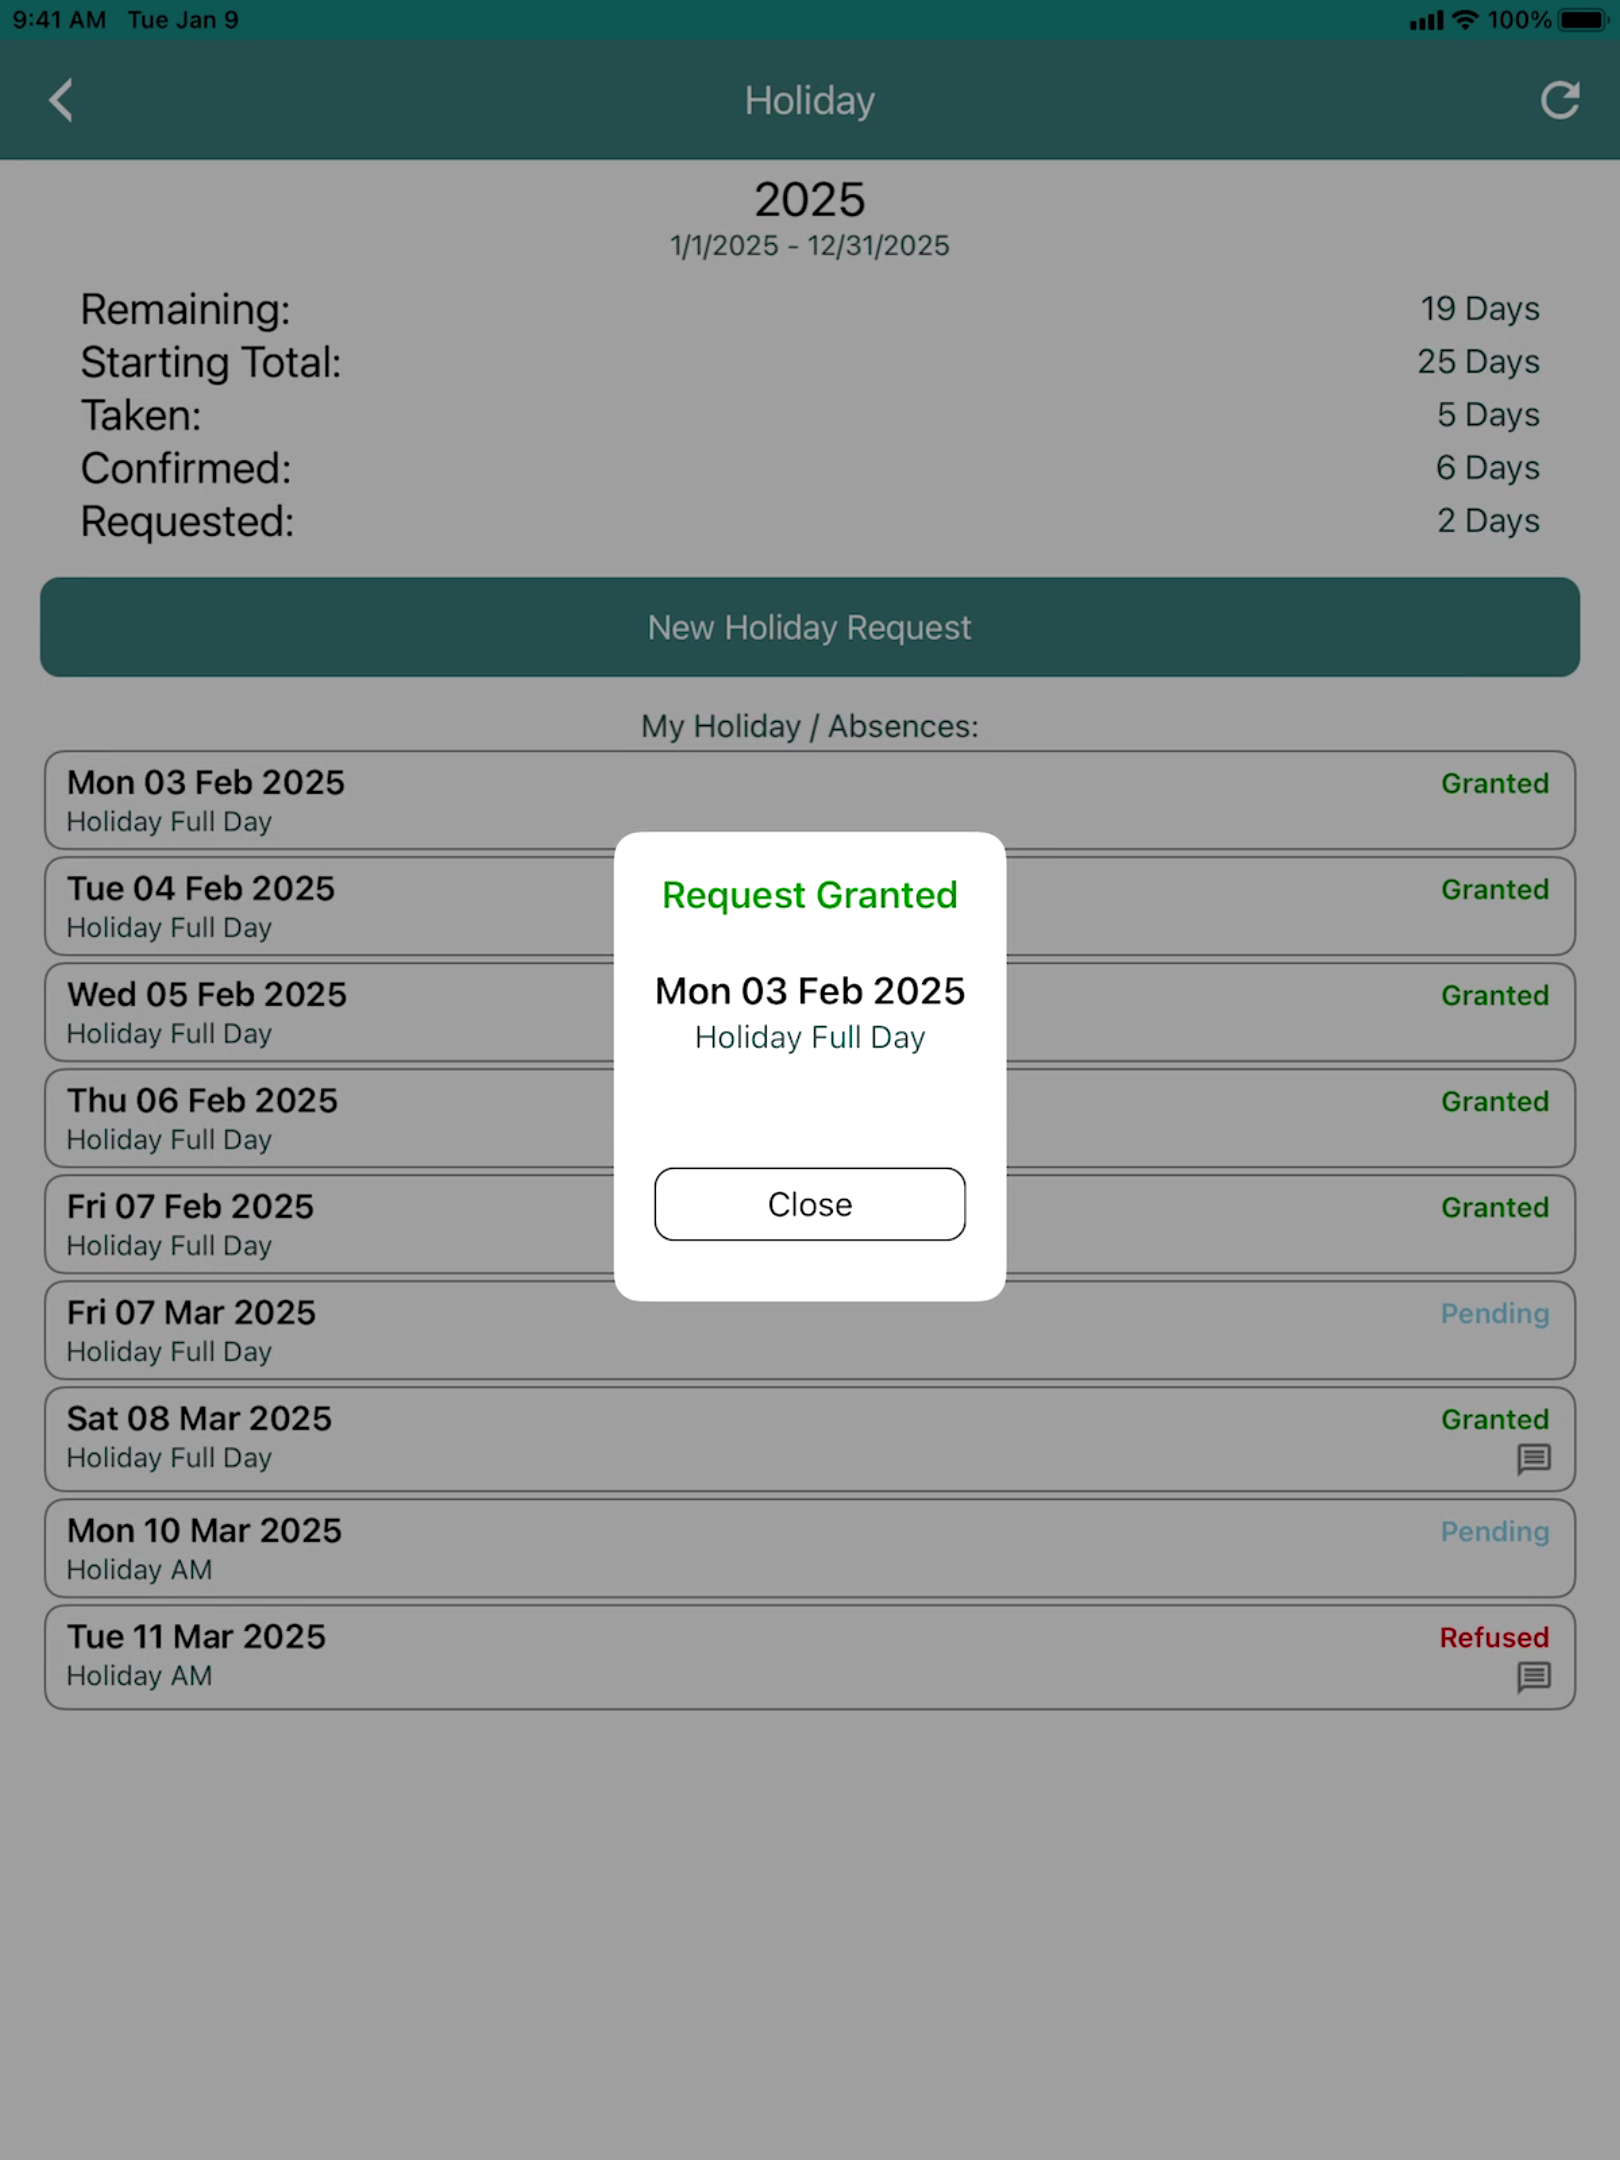 9:41 AM Tue Jan 9 100%
Holiday
2025
1/1/2025 - 12/31/2025
Remaining: 19 Days
Starting Total: 25 Days
Taken: 5 Days
Confirmed: 6 Days
Requested: 2 Days
New Holiday Request
My Holiday / Absences:
Mon 03 Feb 2025 Granted
Holiday Full Day
Tue 04 Feb 2025 Granted
Holiday Full Day
Wed 05 Feb 2025 Granted
Holiday Full Day
Thu 06 Feb 2025 Granted
Holiday Full Day
Fri 07 Feb 2025 Granted
Holiday Full Day
Fri 07 Mar 2025 Pending
Holiday Full Day
Sat 08 Mar 2025 Granted
Holiday Full Day
Mon 10 Mar 2025 Pending
Holiday AM
Tue 11 Mar 2025 Refused
Holiday AM
Request Granted
Mon 03 Feb 2025
Holiday Full Day
Close